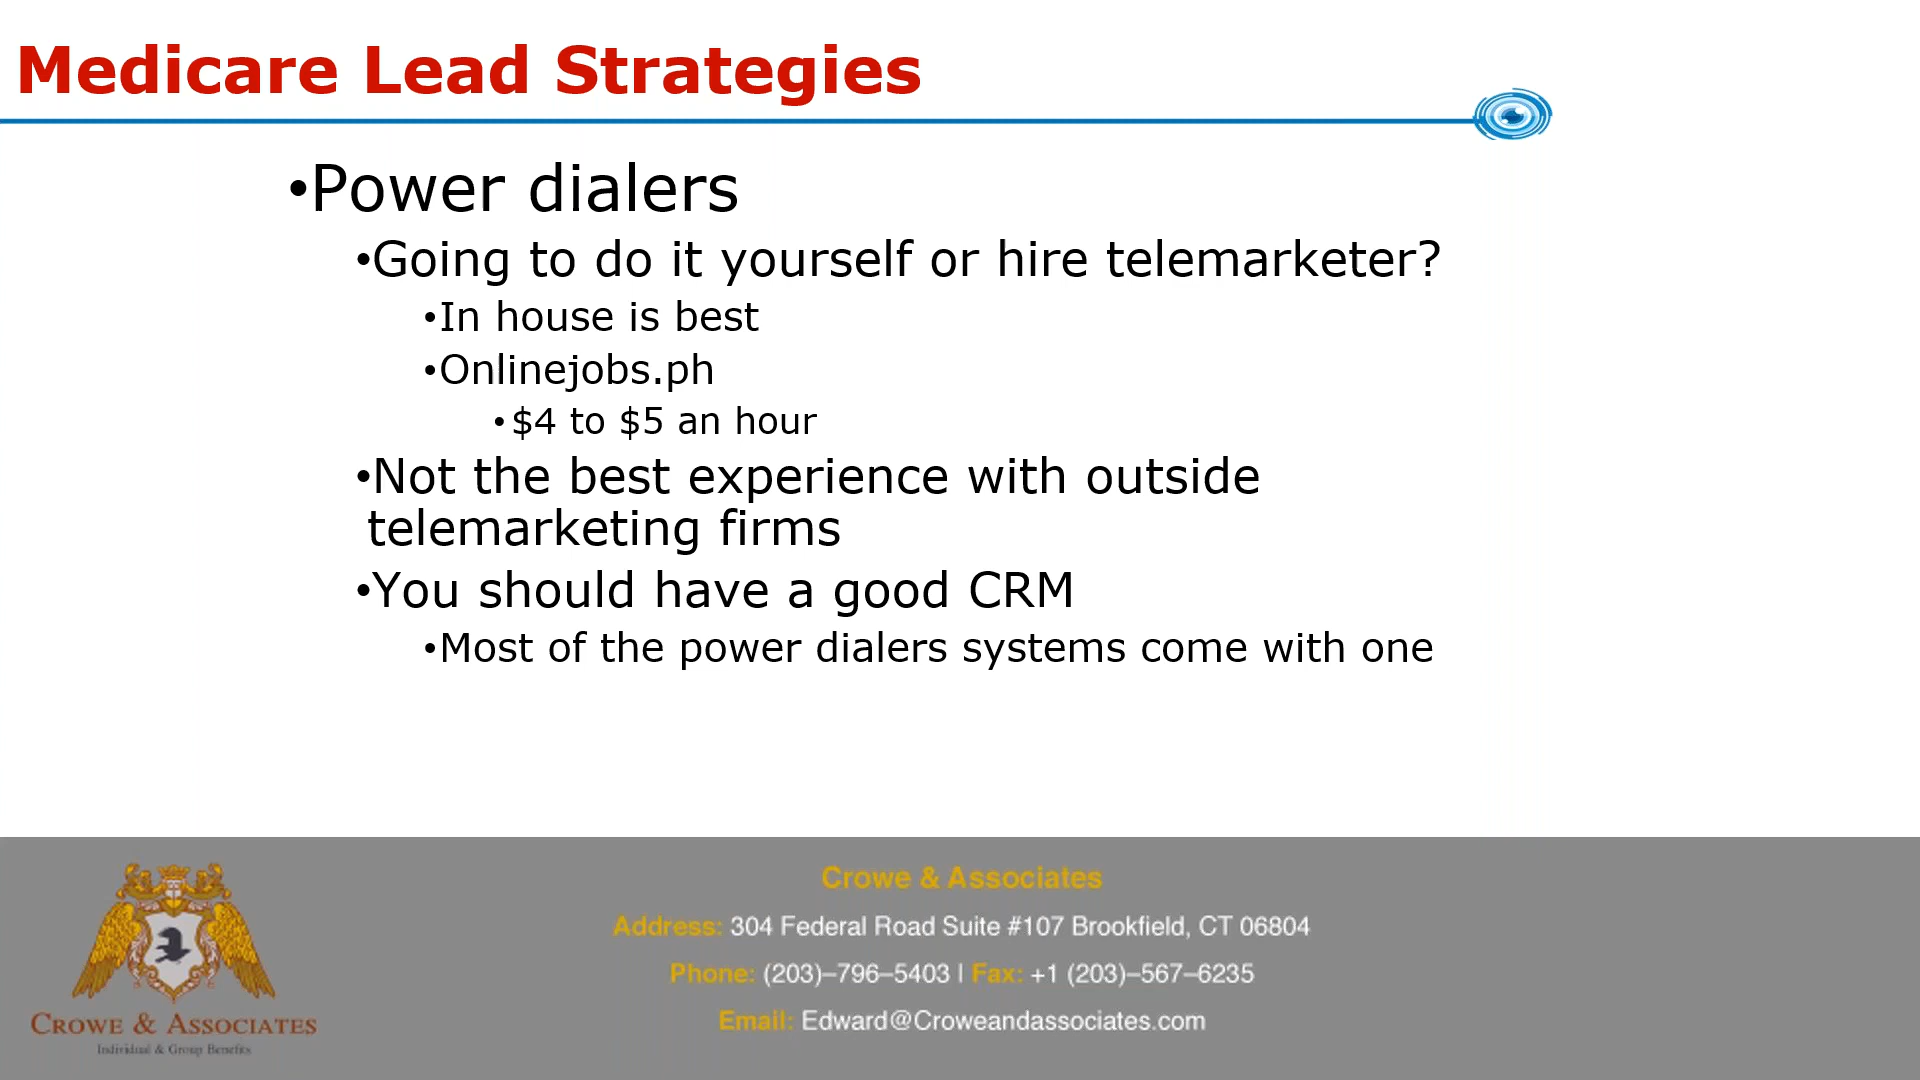 Medicare Lead Strategies
•Power dialers
•Going to do it yourself or hire telemarketer?
•In house is best
•Onlinejobs.ph
•$4 to $5 an hour
•Not the best experience with outside
telemarketing firms
•You should have a good CRM
•Most of the power dialers systems come with one
Crowe & Associates
Address: 304 Federal Road Suite #107 Brookfield, CT 06804
Phone: (203)–796–5403 | Fax: +1 (203)–567–6235
Email: Edward@Croweandassociates.com
CROWE & ASSOCIATES
Individual & Group Benefits